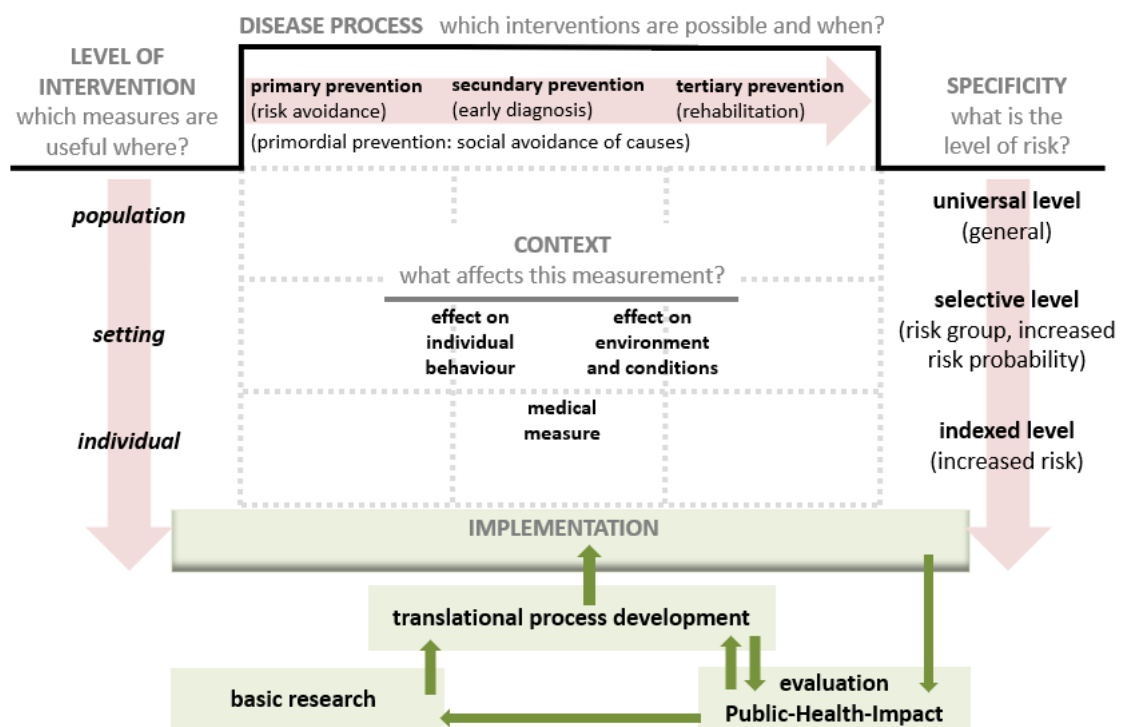 DISEASE PROCESS which interventions are possible and when?
LEVEL OF
INTERVENTION
which measures are
useful where?
primary prevention
(risk avoidance)
secundary prevention
(early diagnosis)
tertiary prevention
(rehabilitation)
(primordial prevention: social avoidance of causes)
SPECIFICITY
what is the
level of risk?
population
setting
individual
CONTEXT
what affects this measurement?
effect on
individual
behaviour
effect on
environment
and conditions
medical
measure
universal level
(general)
selective level
(risk group, increased
risk probability)
indexed level
(increased risk)
IMPLEMENTATION
translational process development
basic research
evaluation
Public-Health-Impact